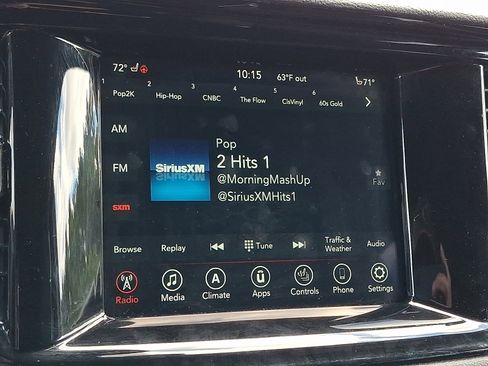 72°
10:15
63°F out
71°
1 Pop2K
2 Hip-Hop
3 CNBC
4 The Flow
5 ClsVinyl
6 60s Gold
AM
FM
sxm
SiriusXM
Pop
2 Hits 1
@MorningMashUp
@SiriusXMHits1
Fav
Browse
Replay
Tune
Traffic &
Weather
Audio
Radio
Media
A
Climate
Apps
Controls
Phone
Settings